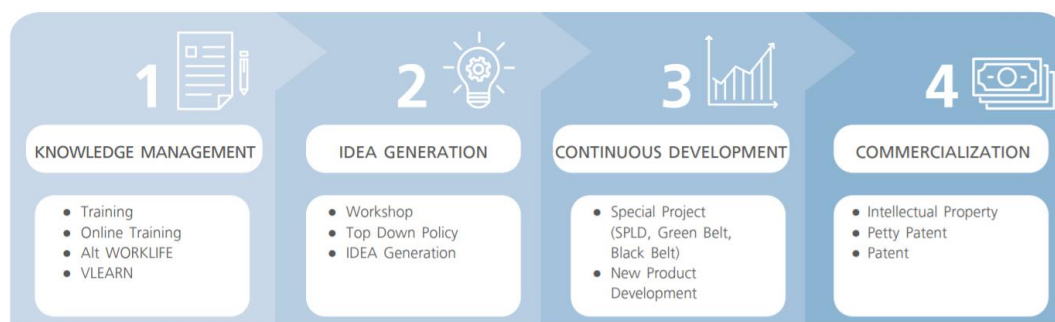 1
KNOWLEDGE MANAGEMENT
● Training
● Online Training
● Alt WORKLIFE
● VLEARN
2
IDEA GENERATION
● Workshop
● Top Down Policy
● IDEA Generation
3
CONTINUOUS DEVELOPMENT
● Special Project
(SPLD, Green Belt,
Black Belt)
● New Product
Development
4
COMMERCIALIZATION
● Intellectual Property
● Petty Patent
● Patent